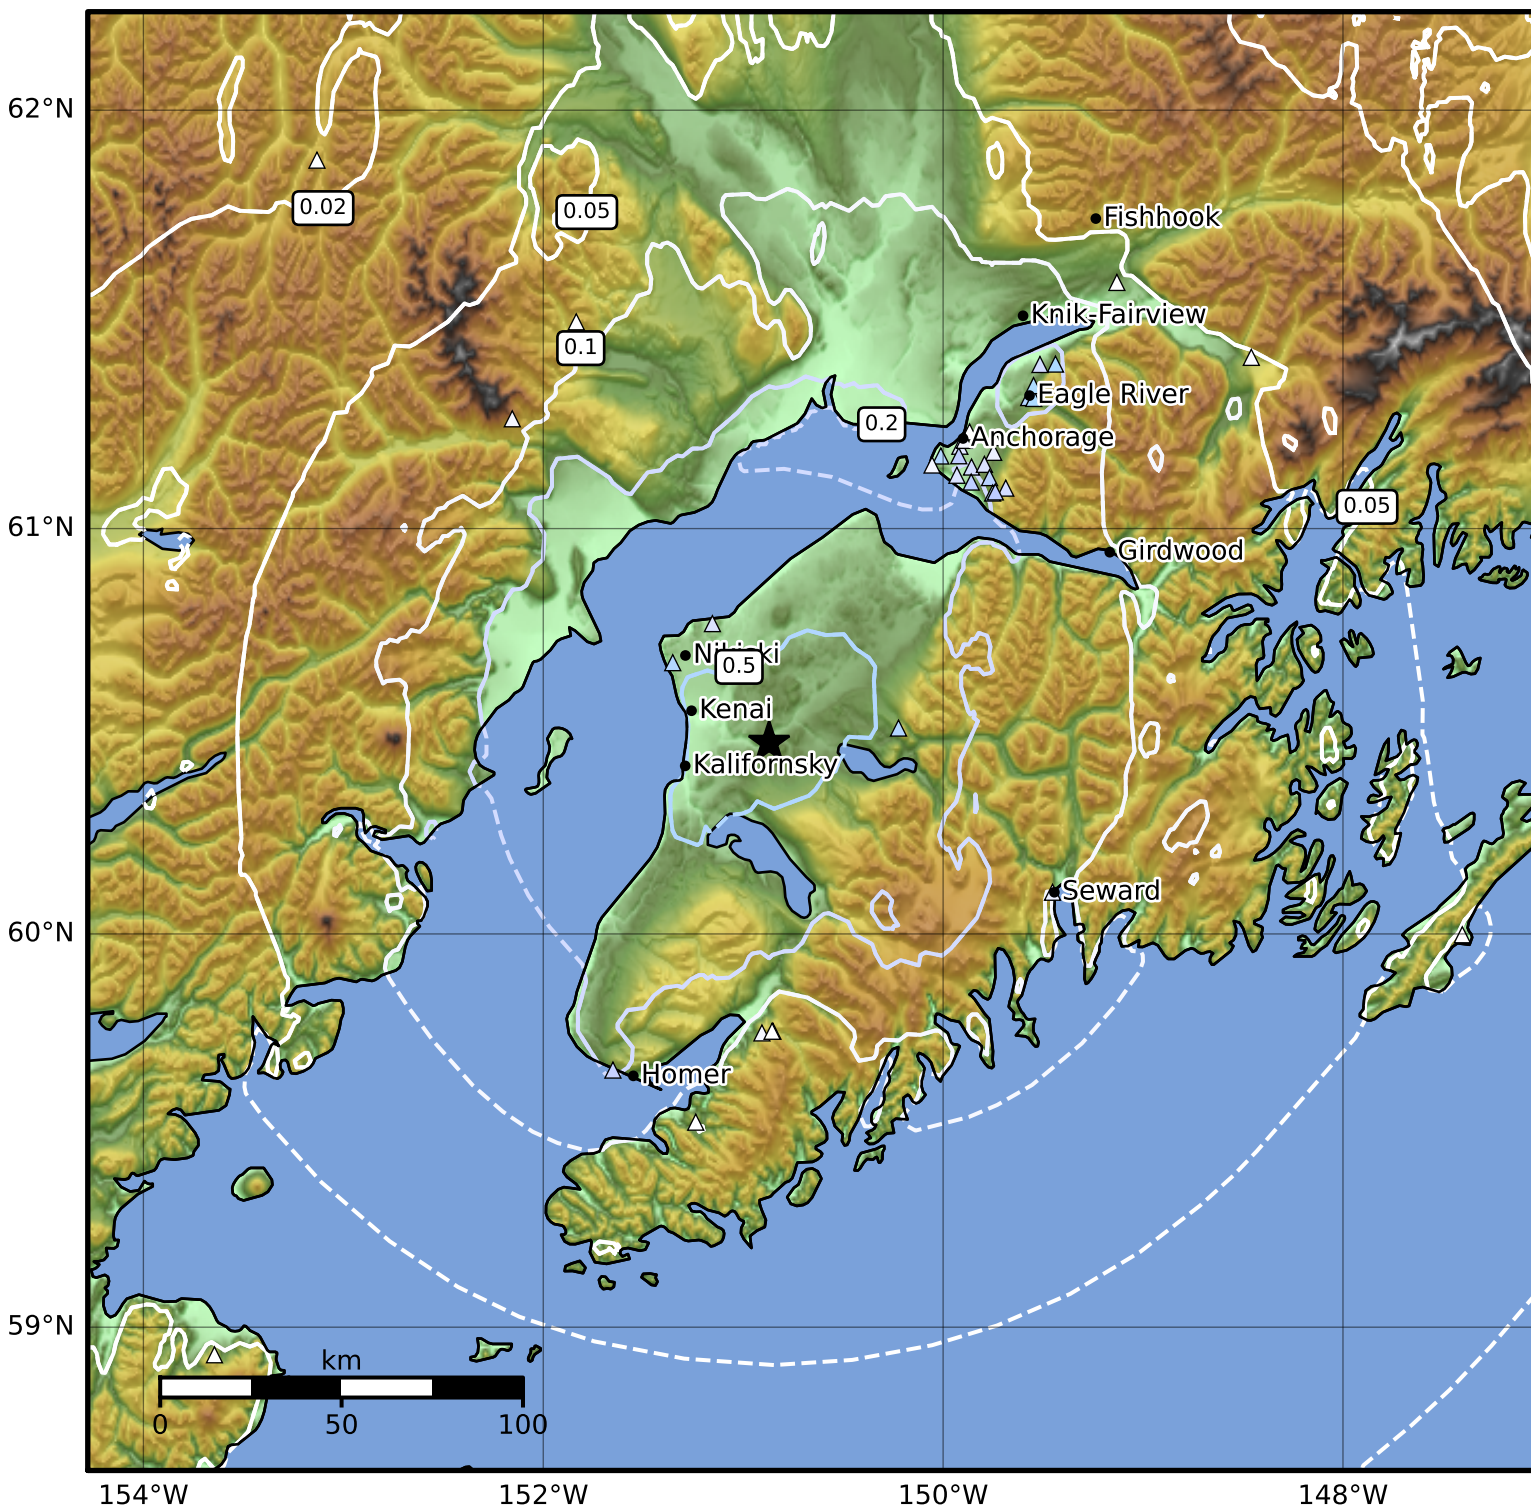 62°N
0.02
0.05
Fishhook
Knik-Fairview
0.1
Eagle River
0.2
Anchorage
0.05
61°N
Girdwood
Nikiski
0.5
Kenai
Kalifornsky
Seward
60°N
Homer
59°N
km
0 50 100
154°W 152°W 150°W 148°W